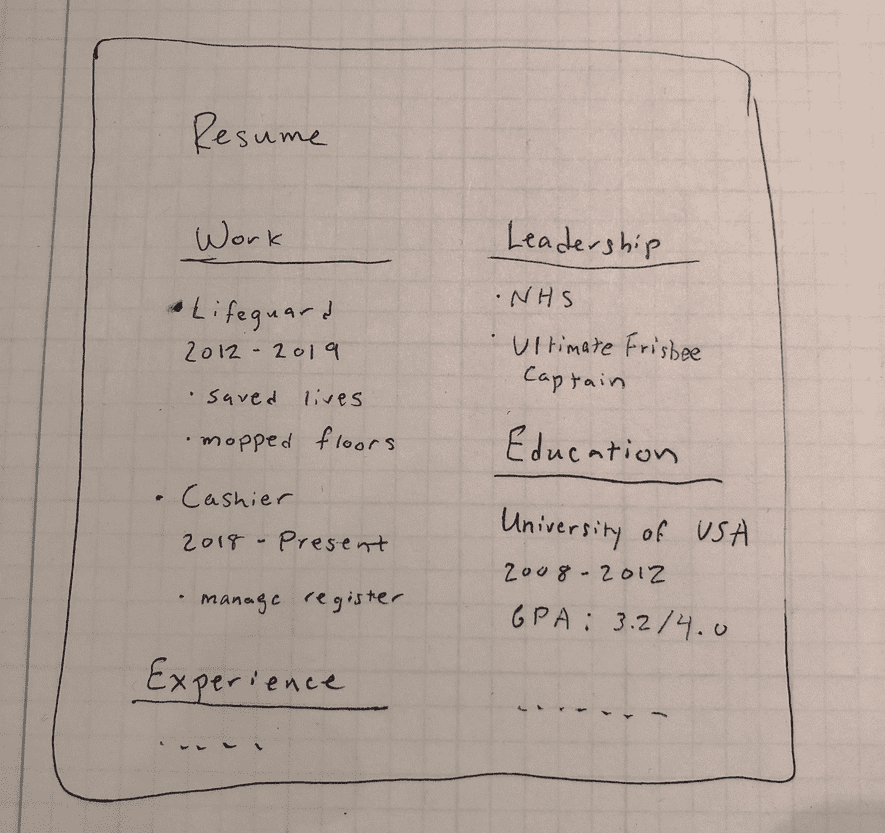 Resume
Work
• Lifeguard
2012 - 2019
• saved lives
• mopped floors
• Cashier
2018 - Present
• manage register
Experience
Leadership
• NHS
• Ultimate Frisbee
Captain
Education
University of USA
2008 - 2012
GPA: 3.2/4.0